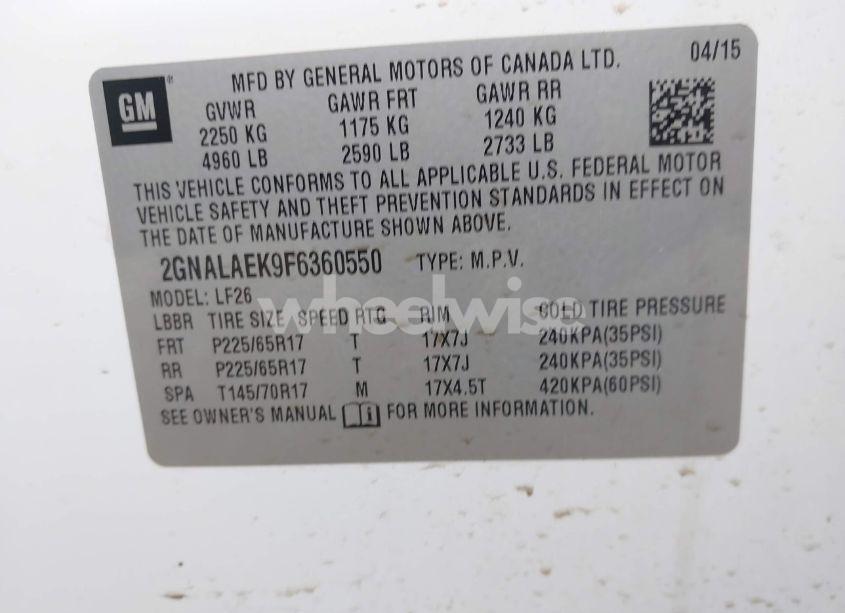 GM ®
MFD BY GENERAL MOTORS OF CANADA LTD. 04/15
GVWR GAWR FRT GAWR RR
2250 KG 1175 KG 1240 KG
4960 LB 2590 LB 2733 LB
THIS VEHICLE CONFORMS TO ALL APPLICABLE U.S. FEDERAL MOTOR
VEHICLE SAFETY AND THEFT PREVENTION STANDARDS IN EFFECT ON
THE DATE OF MANUFACTURE SHOWN ABOVE.
2GNALAEK9F6360550 TYPE: M.P.V.
MODEL: LF26
wheelwise
LBBR TIRE SIZE SPEED RTG RIM COLD TIRE PRESSURE
FRT P225/65R17 T 17X7J 240KPA(35PSI)
RR P225/65R17 T 17X7J 240KPA(35PSI)
SPA T145/70R17 M 17X4.5T 420KPA(60PSI)
SEE OWNER'S MANUAL i FOR MORE INFORMATION.